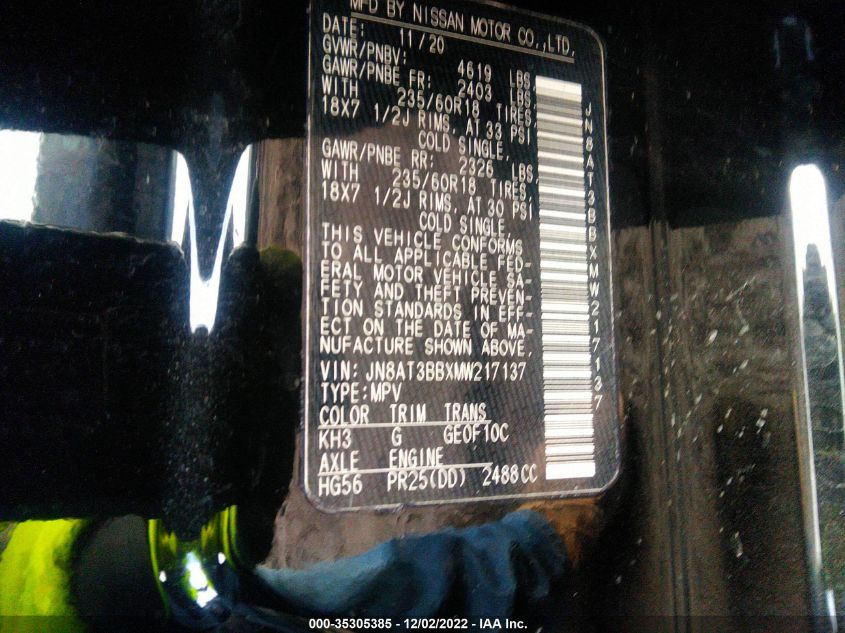 MFD BY NISSAN MOTOR CO.,LTD,
DATE: 11/20
GVWR/PNBV: 4619 LBS
GAWR/PNBE FR: 2403 LBS,
WITH 235/60R18 TIRES,
18X7 1/2J RIMS, AT 33 PSI,
COLD SINGLE,
GAWR/PNBE RR: 2326 LBS,
WITH 235/60R18 TIRES,
18X7 1/2J RIMS, AT 30 PSI
COLD SINGLE,
THIS VEHICLE CONFORMS
TO ALL APPLICABLE FED-
ERAL MOTOR VEHICLE SA-
FETY AND THEFT PREVEN-
TION STANDARDS IN EFF-
ECT ON THE DATE OF MA-
NUFACTURE SHOWN ABOVE,
VIN: JN8AT3BBXMW217137
TYPE:MPV
COLOR TRIM TRANS
KH3 G GE0F10C
AXLE ENGINE
HG56 PR25(DD) 2488CC
JN8AT3BBXMW217137
000-35305385 - 12/02/2022 - IAA Inc.